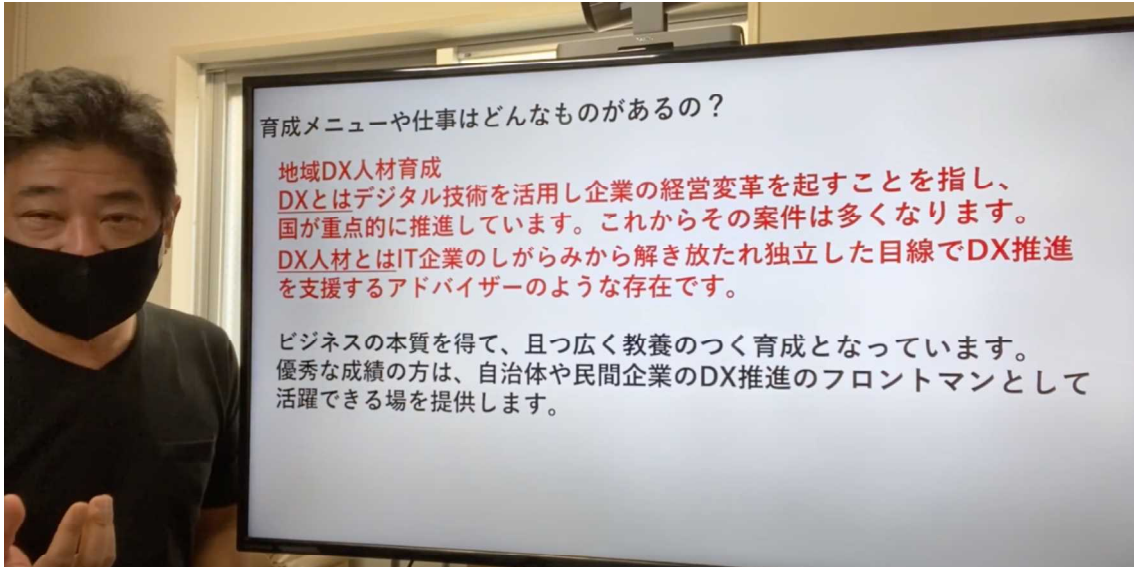 育成メニューや仕事はどんなものがあるの？
地域DX人材育成
DXとはデジタル技術を活用し企業の経営変革を起すことを指し、
国が重点的に推進しています。これからその案件は多くなります。
DX人材とはIT企業のしがらみから解き放たれ独立した目線でDX推進
を支援するアドバイザーのような存在です。
ビジネスの本質を得て、且つ広く教養のつく育成となっています。
優秀な成績の方は、自治体や民間企業のDX推進のフロントマンとして
活躍できる場を提供します。